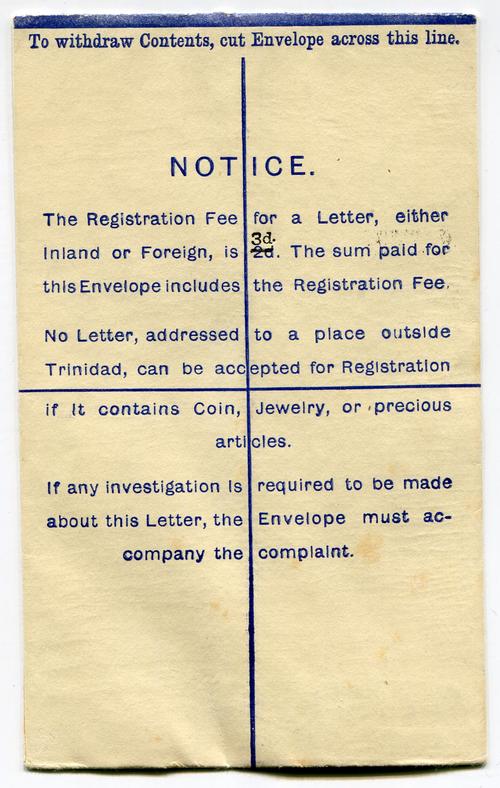 To withdraw Contents, cut Envelope across this line.
NOTICE.
The Registration Fee for a Letter, either
3d.
Inland or Foreign, is 2d. The sum paid for
this Envelope includes the Registration Fee.
No Letter, addressed to a place outside
Trinidad, can be accepted for Registration
if it contains Coin, Jewelry, or precious
articles.
If any investigation is required to be made
about this Letter, the Envelope must ac-
company the complaint.